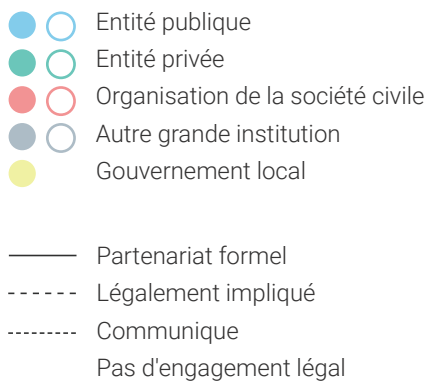 Entité publique
Entité privée
Organisation de la société civile
Autre grande institution
Gouvernement local
Partenariat formel
Légalement impliqué
Communique
Pas d'engagement légal